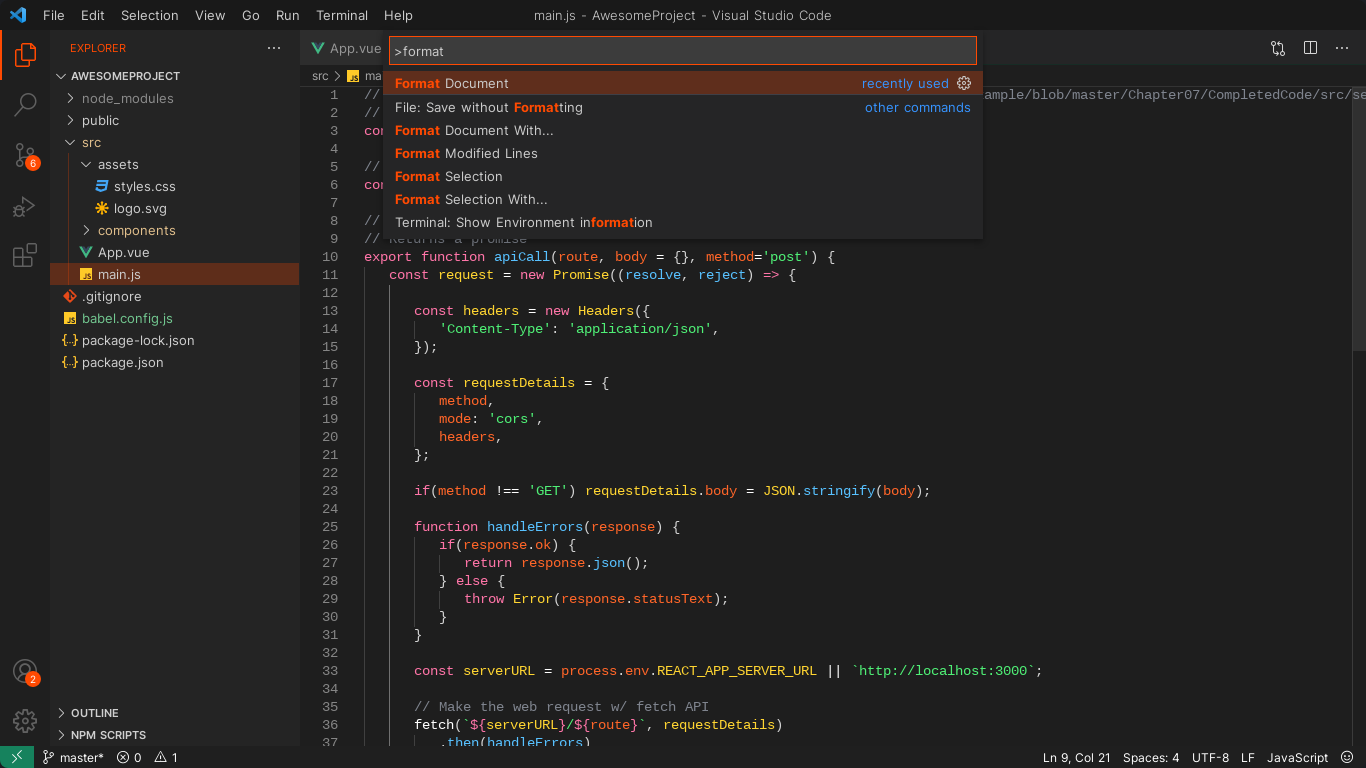 File Edit Selection View Go Run Terminal Help main.js - AwesomeProject - Visual Studio Code
EXPLORER
AWESOMEPROJECT
node_modules
public
src
assets
styles.css
logo.svg
components
App.vue
main.js
.gitignore
babel.config.js
package-lock.json
package.json
OUTLINE
NPM SCRIPTS
6
2
App.vue
>format
src
Format Document recently used
File: Save without Formatting other commands
Format Document With...
Format Modified Lines
Format Selection
Format Selection With...
Terminal: Show Environment information
1 // ample/blob/master/Chapter07/CompletedCode/src/se
2 //
3
4
5 //
6
7
8 //
9 // Returns a promise
10 export function apiCall(route, body = {}, method='post') {
11 const request = new Promise((resolve, reject) => {
12
13 const headers = new Headers({
14 'Content-Type': 'application/json',
15 });
16
17 const requestDetails = {
18 method,
19 mode: 'cors',
20 headers,
21 };
22
23 if(method !== 'GET') requestDetails.body = JSON.stringify(body);
24
25 function handleErrors(response) {
26 if(response.ok) {
27 return response.json();
28 } else {
29 throw Error(response.statusText);
30 }
31 }
32
33 const serverURL = process.env.REACT_APP_SERVER_URL || `http://localhost:3000`;
34
35 // Make the web request w/ fetch API
36 fetch(`${serverURL}/${route}`, requestDetails)
37 .then(handleErrors)
master* 0 1 Ln 9, Col 21 Spaces: 4 UTF-8 LF JavaScript